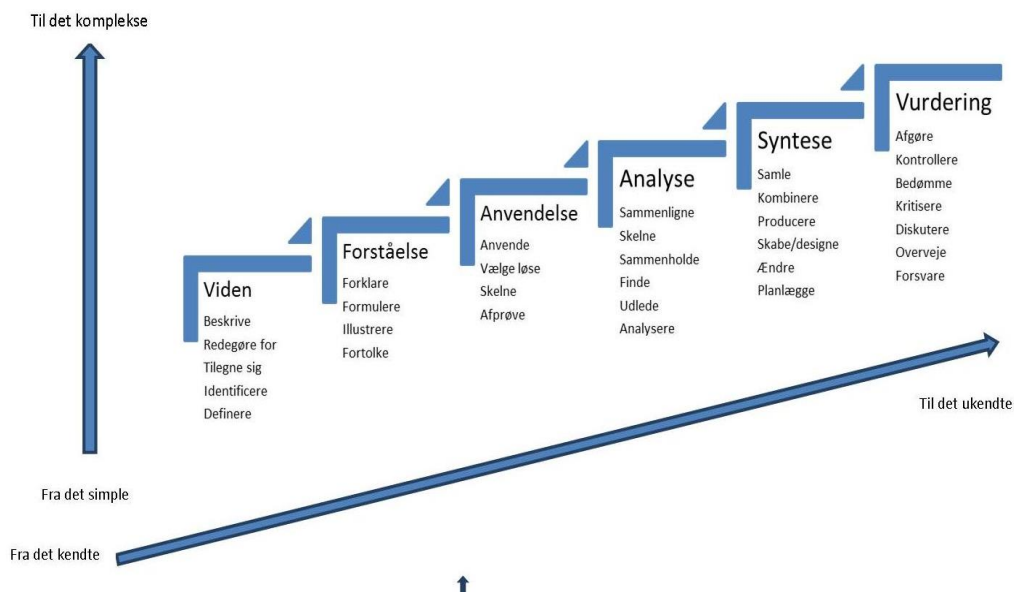 Til det komplekse
Viden
Beskrive
Redegøre for
Tilegne sig
Identificere
Definere
Forståelse
Forklare
Formulere
Illustrere
Fortolke
Anvendelse
Anvende
Vælge løse
Skelne
Afprøve
Analyse
Sammenligne
Skelne
Sammenholde
Finde
Udlede
Analysere
Syntese
Samle
Kombinere
Producere
Skabe/designe
Ændre
Planlægge
Vurdering
Afgøre
Kontrollere
Bedømme
Kritisere
Diskutere
Overveje
Forsvare
Til det ukendte
Fra det simple
Fra det kendte